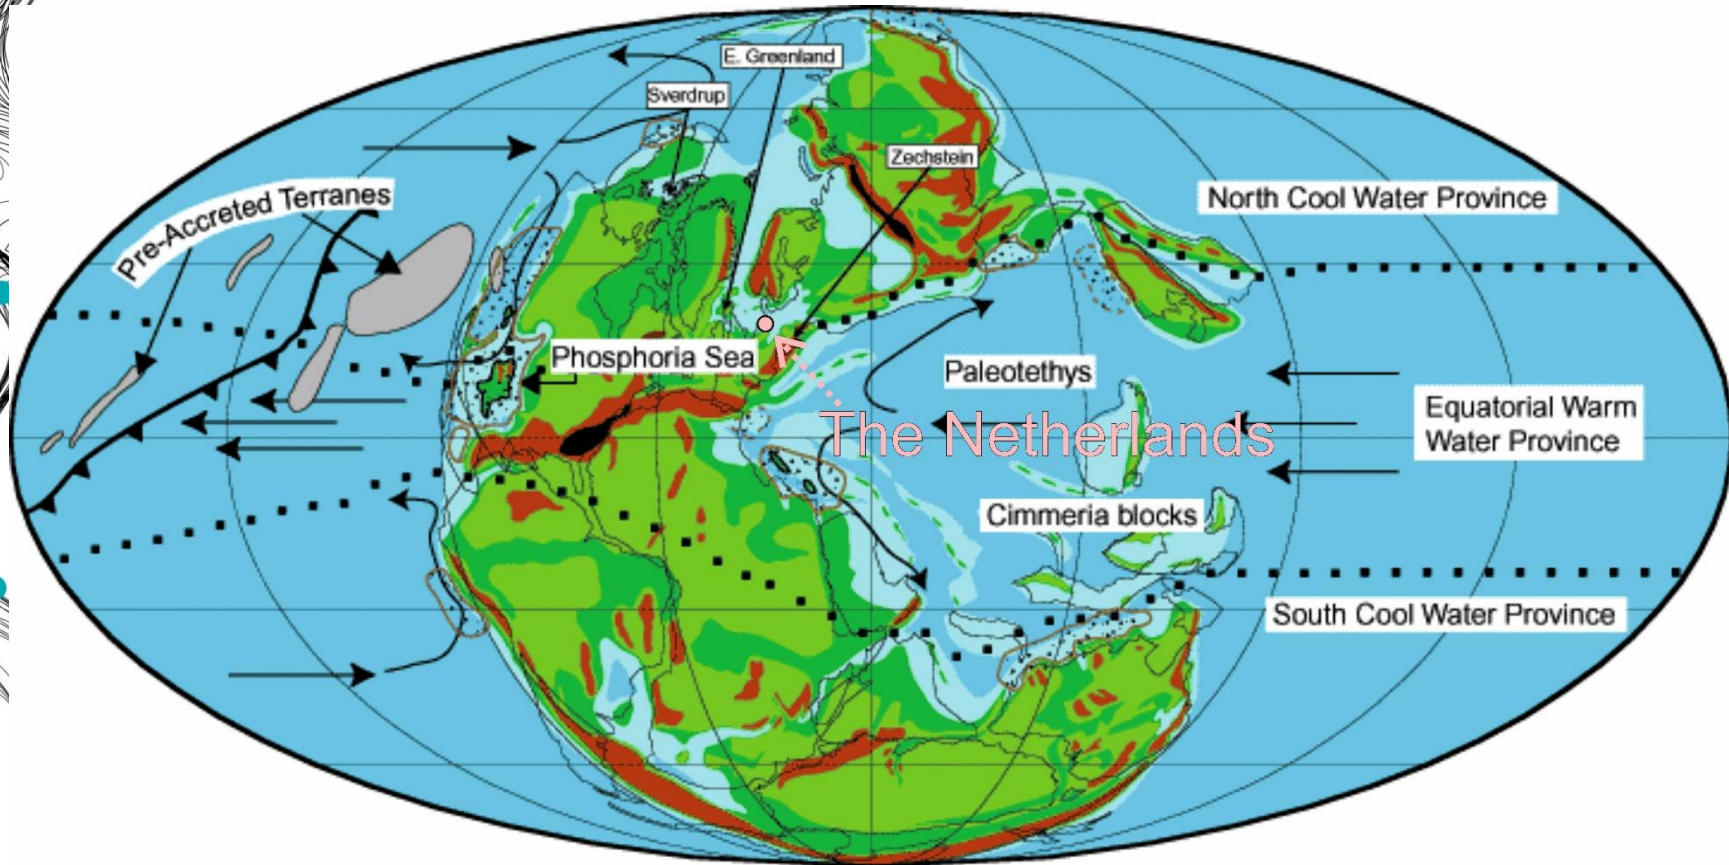 E. Greenland
Sverdrup
Zechstein
Pre-Accreted Terranes
North Cool Water Province
Phosphoria Sea
Paleotethys
The Netherlands
Equatorial Warm
Water Province
Cimmeria blocks
South Cool Water Province